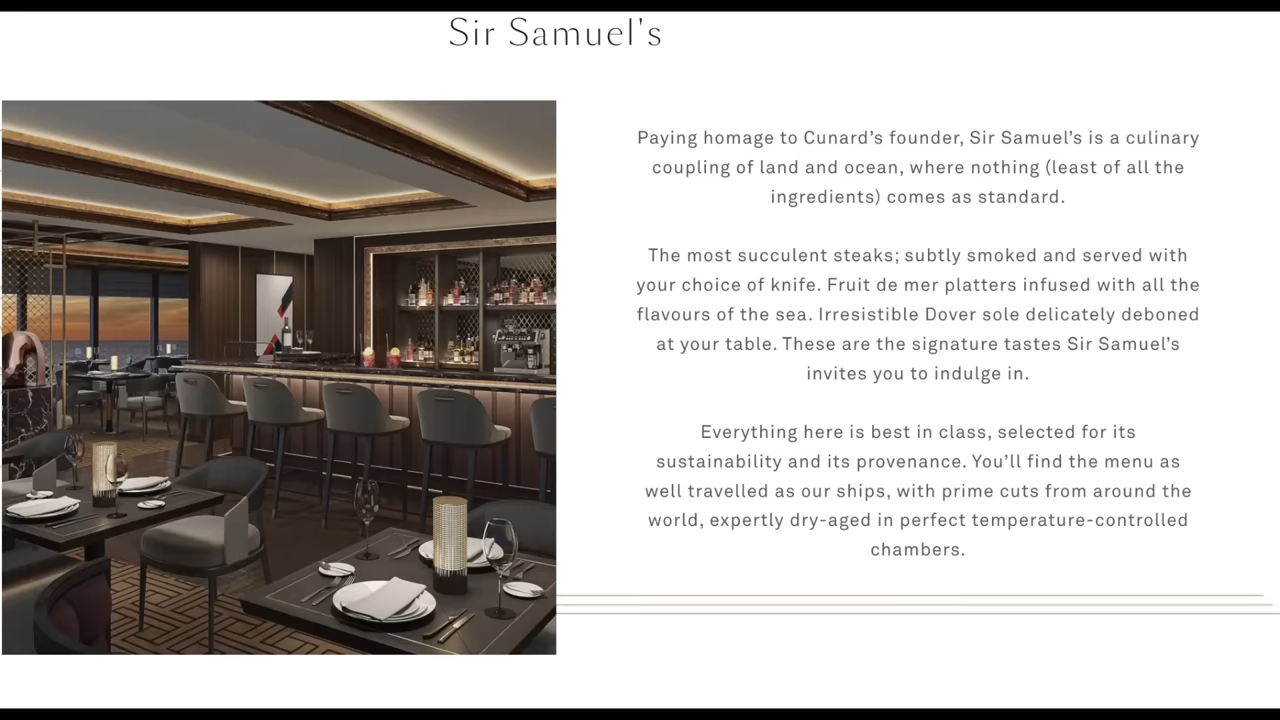 Sir Samuel's
Paying homage to Cunard’s founder, Sir Samuel’s is a culinary
coupling of land and ocean, where nothing (least of all the
ingredients) comes as standard.
The most succulent steaks; subtly smoked and served with
your choice of knife. Fruit de mer platters infused with all the
flavours of the sea. Irresistible Dover sole delicately deboned
at your table. These are the signature tastes Sir Samuel’s
invites you to indulge in.
Everything here is best in class, selected for its
sustainability and its provenance. You’ll find the menu as
well travelled as our ships, with prime cuts from around the
world, expertly dry-aged in perfect temperature-controlled
chambers.